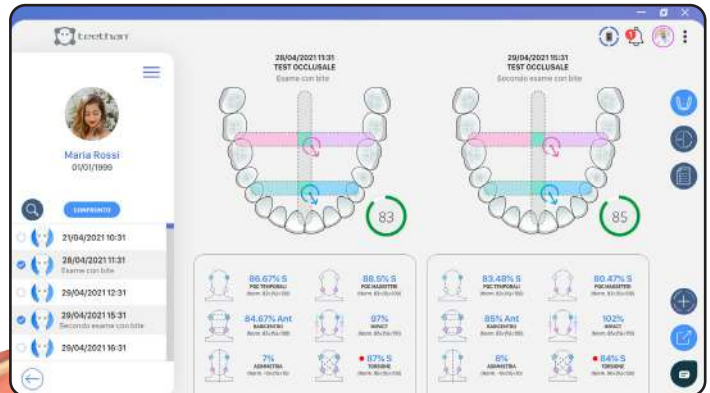 teethan
28/04/2021 11:31
TEST OCCLUSALE
Esame con bite
29/04/2021 15:31
TEST OCCLUSALE
Secondo esame con bite
Maria Rossi
01/01/1999
CONFRONTO
21/04/2021 10:31
28/04/2021 11:31
Esame con bite
29/04/2021 12:31
29/04/2021 15:31
Secondo esame con bite
29/04/2021 16:31
83
85
86.67% S
POC TEMPORALI
88.5% S
POC MASSETERI
84.67% Ant
BARICENTRO
97%
IMPACT
7%
ASIMMETRIA
87% S
TORSIONE
83.48% S
POC TEMPORALI
80.47% S
POC MASSETERI
85% Ant
BARICENTRO
102%
IMPACT
8%
ASIMMETRIA
84% S
TORSIONE